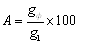 A = g₊/g₁ × 100